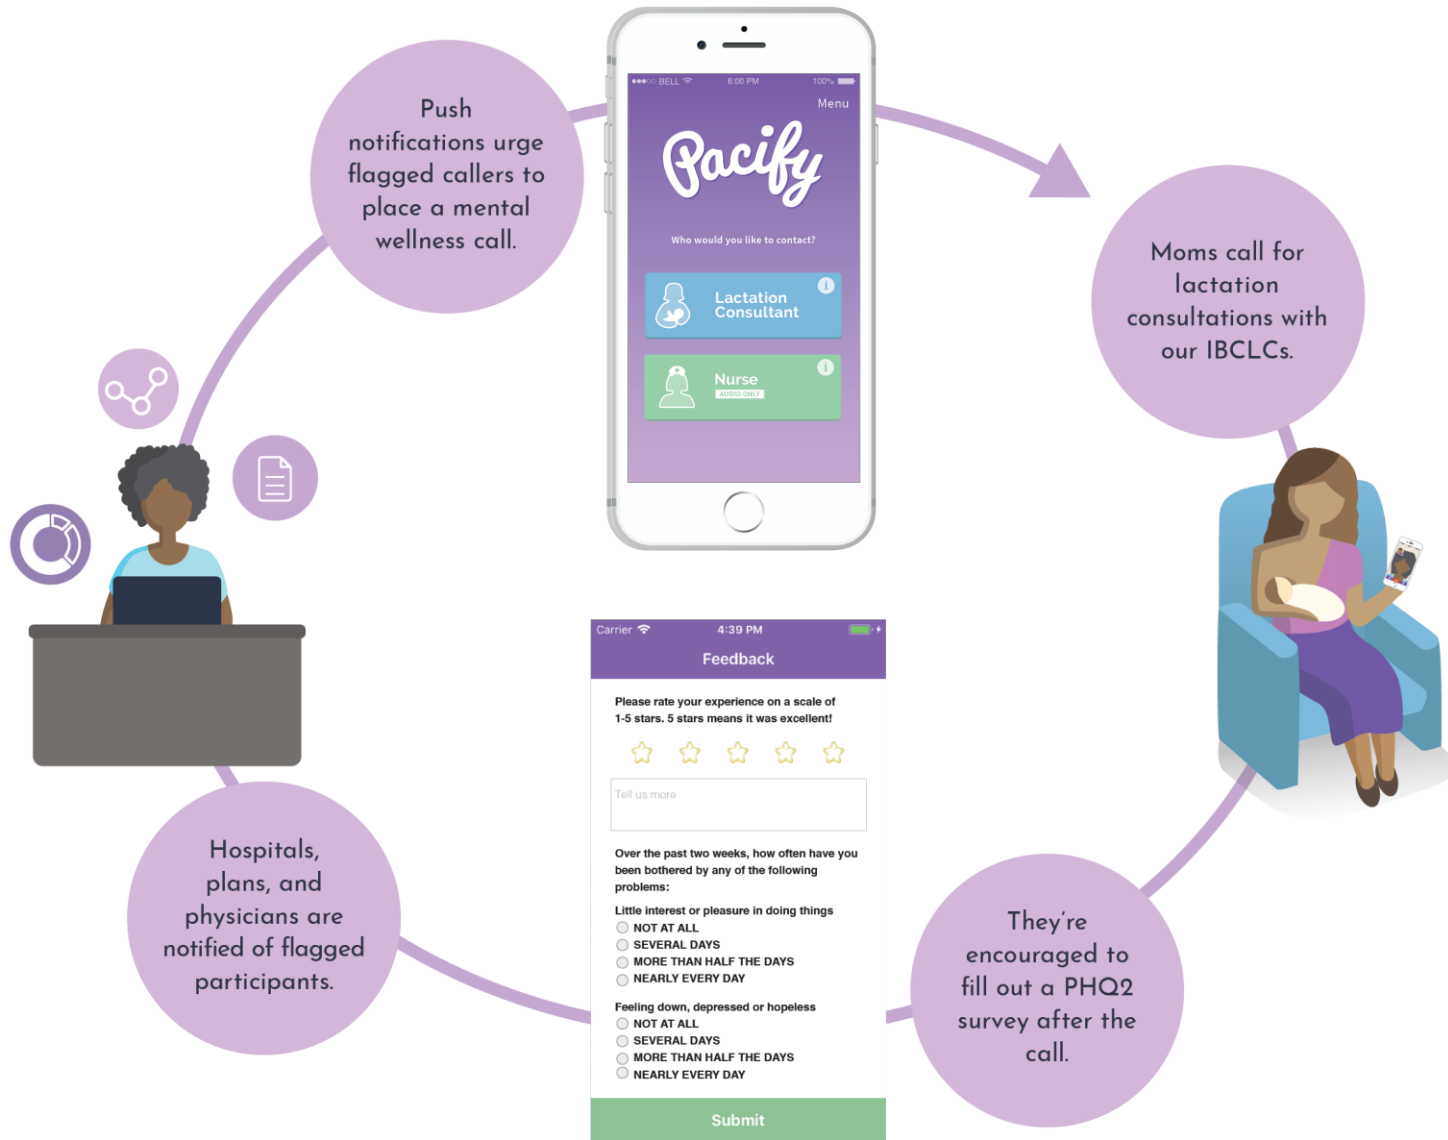 Push
notifications urge
flagged callers to
place a mental
wellness call.
BELL
6:00 PM
100%
Menu
Pacify
Who would you like to contact?
Lactation
Consultant
i
Nurse
AUDIO ONLY
i
Moms call for
lactation
consultations with
our IBCLCs.
They're
encouraged to
fill out a PHQ2
survey after the
call.
Carrier
4:39 PM
Feedback
Please rate your experience on a scale of
1-5 stars. 5 stars means it was excellent!
Tell us more
Over the past two weeks, how often have you
been bothered by any of the following
problems:
Little interest or pleasure in doing things
NOT AT ALL
SEVERAL DAYS
MORE THAN HALF THE DAYS
NEARLY EVERY DAY
Feeling down, depressed or hopeless
NOT AT ALL
SEVERAL DAYS
MORE THAN HALF THE DAYS
NEARLY EVERY DAY
Submit
Hospitals,
plans, and
physicians are
notified of flagged
participants.